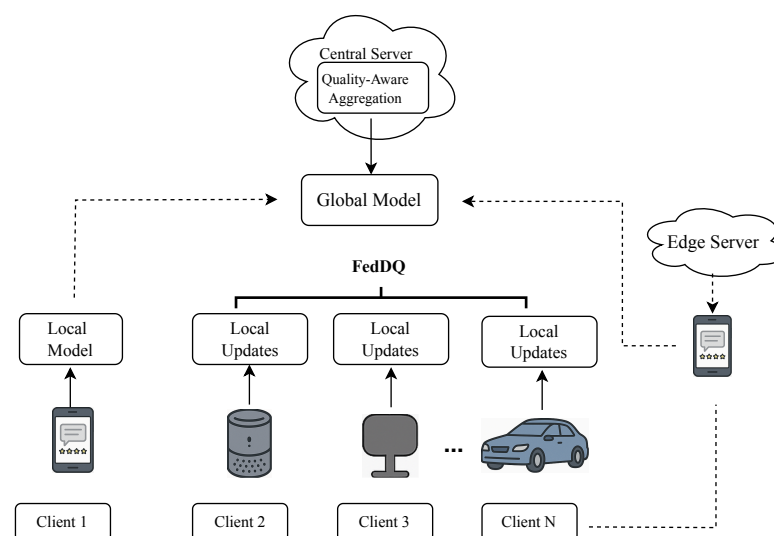 Central Server
Quality-Aware
Aggregation
Global Model
Edge Server
FedDQ
Local
Model
Local
Updates
Local
Updates
Local
Updates
...
Client 1
Client 2
Client 3
Client N